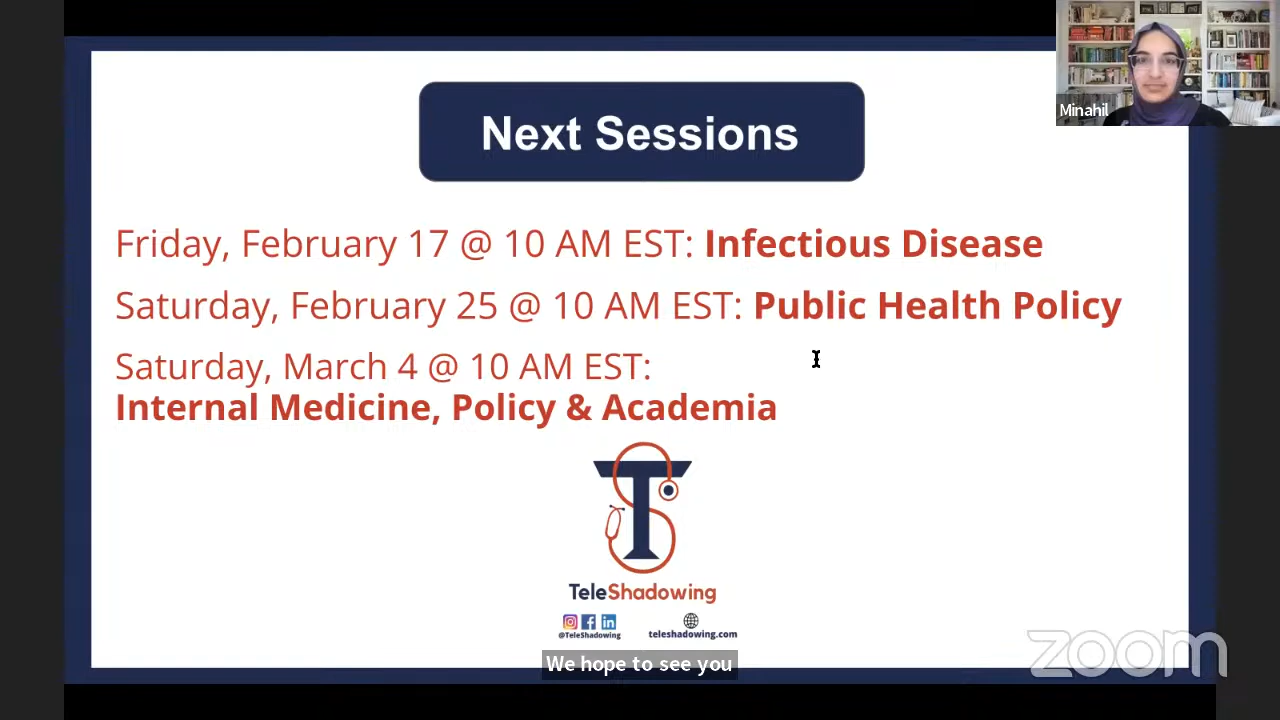 Minahil
Next Sessions
Friday, February 17 @ 10 AM EST: Infectious Disease
Saturday, February 25 @ 10 AM EST: Public Health Policy
Saturday, March 4 @ 10 AM EST:
Internal Medicine, Policy & Academia
TeleShadowing
@TeleShadowing
teleshadowing.com
We hope to see you
zoom